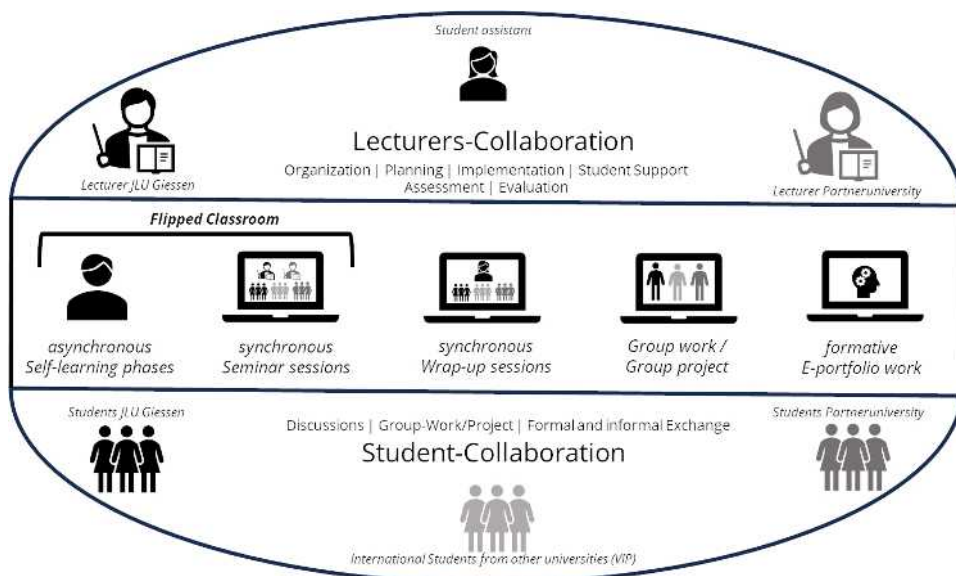 Student assistant
Lecturers-Collaboration
Organization | Planning | Implementation | Student Support
Assessment | Evaluation
Lecturer JLU Giessen
Lecturer Partneruniversity
Flipped Classroom
asynchronous
Self-learning phases
synchronous
Seminar sessions
synchronous
Wrap-up sessions
Group work /
Group project
formative
E-portfolio work
Students JLU Giessen
Students Partneruniversity
Discussions | Group-Work/Project | Formal and informal Exchange
Student-Collaboration
International Students from other universities (VIP)